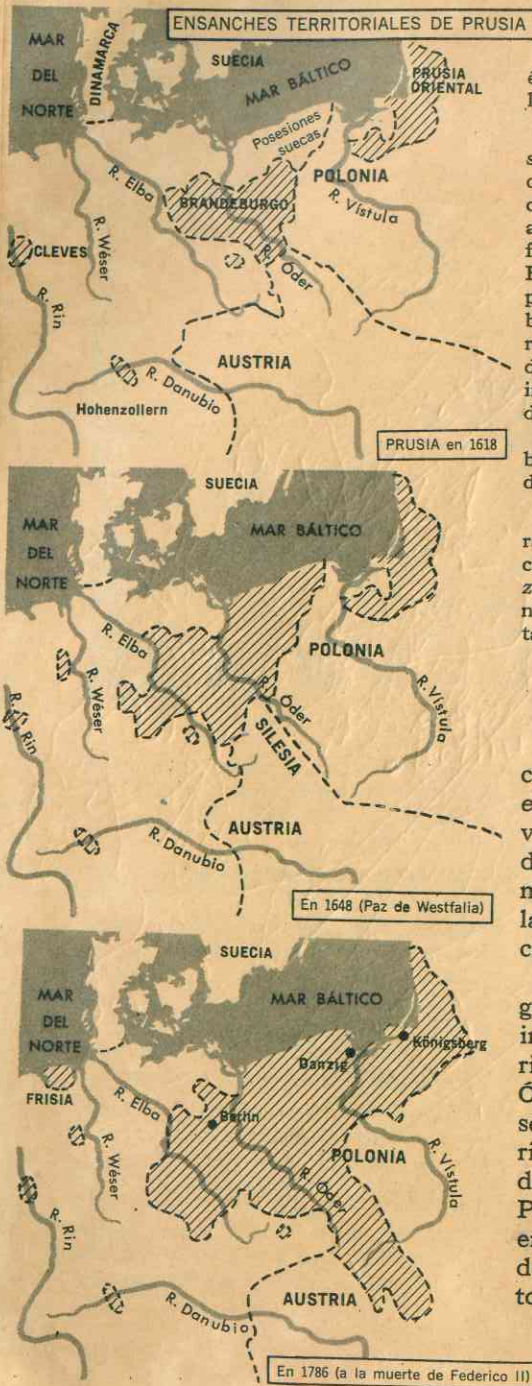 ENSANCHES TERRITORIALES DE PRUSIA
MAR
DEL
NORTE
DINAMARCA
SUECIA
MAR BÁLTICO
PRUSIA
ORIENTAL
Posesiones
suecas
POLONIA
R. Elba
BRANDEBURGO
R. Vístula
R. Wéser
CLEVES
R. Óder
R. Rin
AUSTRIA
R. Danubio
Hohenzollern
PRUSIA en 1618
SUECIA
MAR
DEL
NORTE
MAR BÁLTICO
R. Elba
POLONIA
R. Wéser
R. Óder
R. Vístula
R. Rin
SILESIA
AUSTRIA
R. Danubio
En 1648 (Paz de Westfalia)
SUECIA
MAR
DEL
NORTE
MAR BÁLTICO
Königsberg
Danzig
FRISIA
R. Elba
Berlín
R. Wéser
POLONIA
R. Vístula
R. Óder
R. Rin
AUSTRIA
R. Danubio
En 1786 (a la muerte de Federico II)